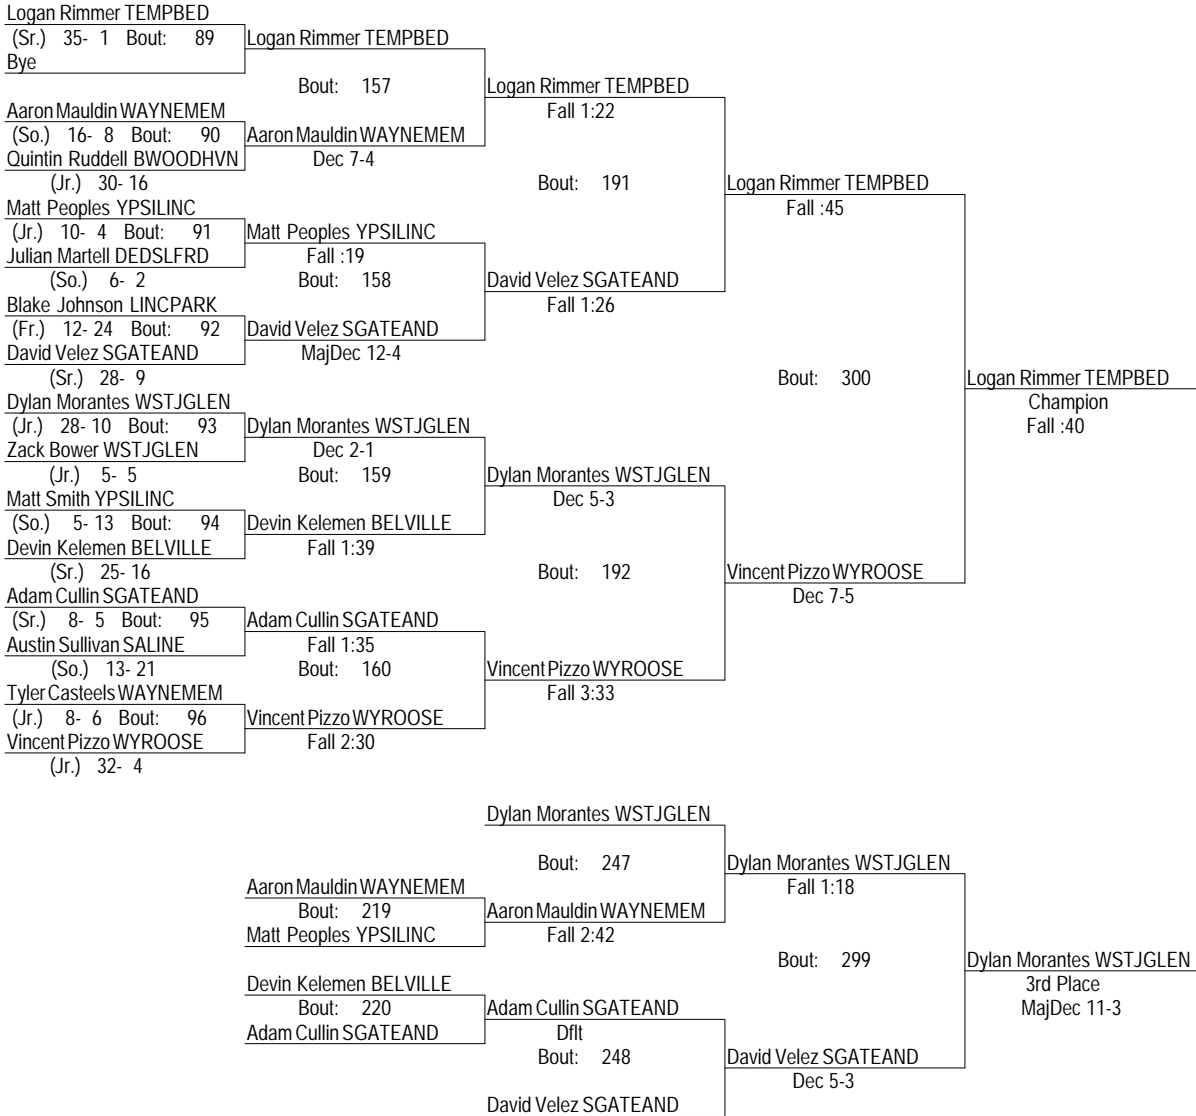 Logan Rimmer TEMPBED
(Sr.) 35- 1 Bout: 89 Logan Rimmer TEMPBED
Bye
Bout: 157 Logan Rimmer TEMPBED
Aaron Mauldin WAYNEMEM Fall 1:22
(So.) 16- 8 Bout: 90 Aaron Mauldin WAYNEMEM
Quintin Ruddell BWOODHVN Dec 7-4
(Jr.) 30- 16 Bout: 191 Logan Rimmer TEMPBED
Matt Peoples YPSILINC Fall :45
(Jr.) 10- 4 Bout: 91 Matt Peoples YPSILINC
Julian Martell DEDSLFRD Fall :19
(So.) 6- 2 Bout: 158 David Velez SGATEAND
Blake Johnson LINCPARK Fall 1:26
(Fr.) 12- 24 Bout: 92 David Velez SGATEAND
David Velez SGATEAND MajDec 12-4
(Sr.) 28- 9 Bout: 300 Logan Rimmer TEMPBED
Dylan Morantes WSTJGLEN Champion
(Jr.) 28- 10 Bout: 93 Dylan Morantes WSTJGLEN Fall :40
Zack Bower WSTJGLEN Dec 2-1
(Jr.) 5- 5 Bout: 159 Dylan Morantes WSTJGLEN
Matt Smith YPSILINC Dec 5-3
(So.) 5- 13 Bout: 94 Devin Kelemen BELVILLE
Devin Kelemen BELVILLE Fall 1:39
(Sr.) 25- 16 Bout: 192 Vincent Pizzo WYROOSE
Adam Cullin SGATEAND Dec 7-5
(Sr.) 8- 5 Bout: 95 Adam Cullin SGATEAND
Austin Sullivan SALINE Fall 1:35
(So.) 13- 21 Bout: 160 Vincent Pizzo WYROOSE
Tyler Casteels WAYNEMEM Fall 3:33
(Jr.) 8- 6 Bout: 96 Vincent Pizzo WYROOSE
Vincent Pizzo WYROOSE Fall 2:30
(Jr.) 32- 4
Dylan Morantes WSTJGLEN
Bout: 247 Dylan Morantes WSTJGLEN
Aaron Mauldin WAYNEMEM Fall 1:18
Bout: 219 Aaron Mauldin WAYNEMEM
Matt Peoples YPSILINC Fall 2:42
Bout: 299 Dylan Morantes WSTJGLEN
Devin Kelemen BELVILLE 3rd Place
Bout: 220 Adam Cullin SGATEAND MajDec 11-3
Adam Cullin SGATEAND Dflt
Bout: 248 David Velez SGATEAND
Dec 5-3
David Velez SGATEAND